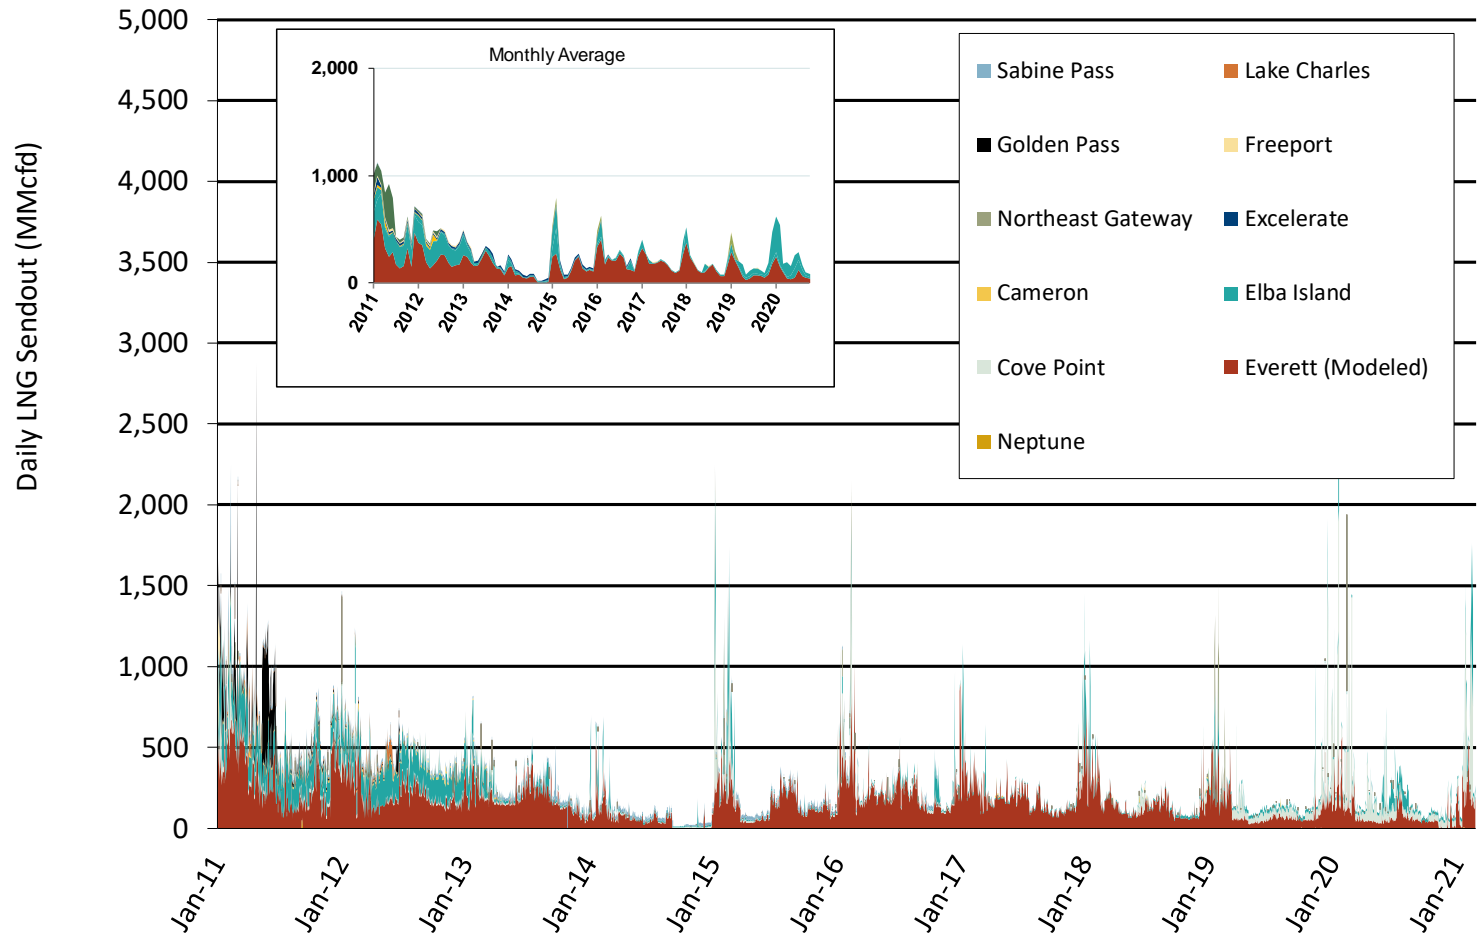 Daily LNG Sendout (MMcfd)
5,000
4,500
4,000
3,500
3,000
2,500
2,000
1,500
1,000
500
0
Monthly Average
2,000
1,000
0
2011
2012
2013
2014
2015
2016
2017
2018
2019
2020
Sabine Pass
Lake Charles
Golden Pass
Freeport
Northeast Gateway
Excelerate
Cameron
Elba Island
Cove Point
Everett (Modeled)
Neptune
Jan-11
Jan-12
Jan-13
Jan-14
Jan-15
Jan-16
Jan-17
Jan-18
Jan-19
Jan-20
Jan-21